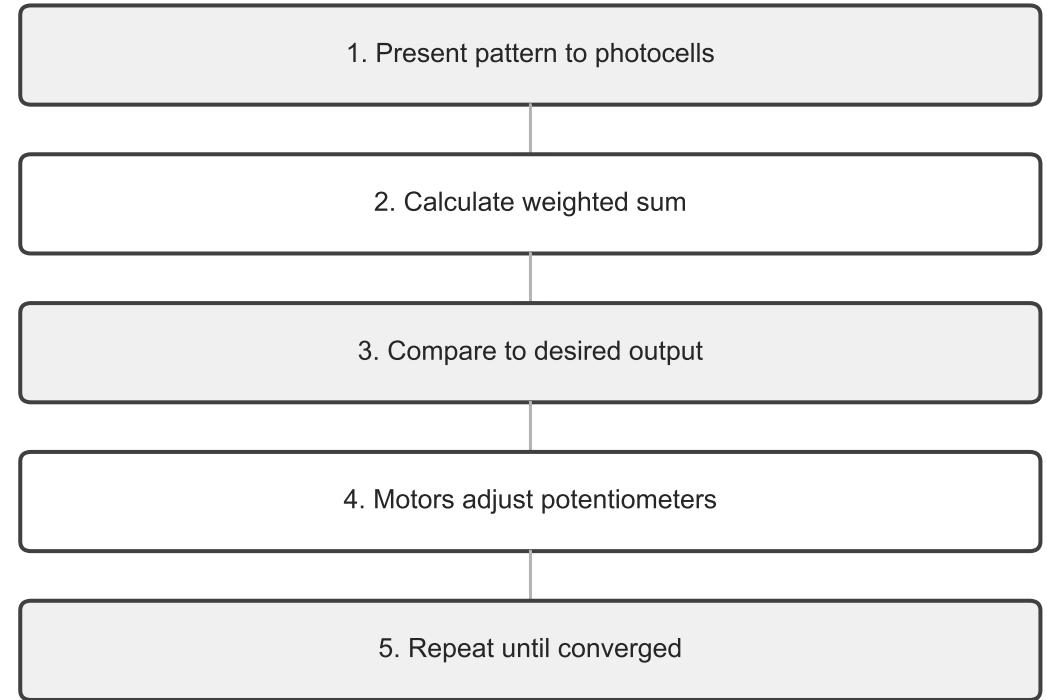 1. Present pattern to photocells
2. Calculate weighted sum
3. Compare to desired output
4. Motors adjust potentiometers
5. Repeat until converged